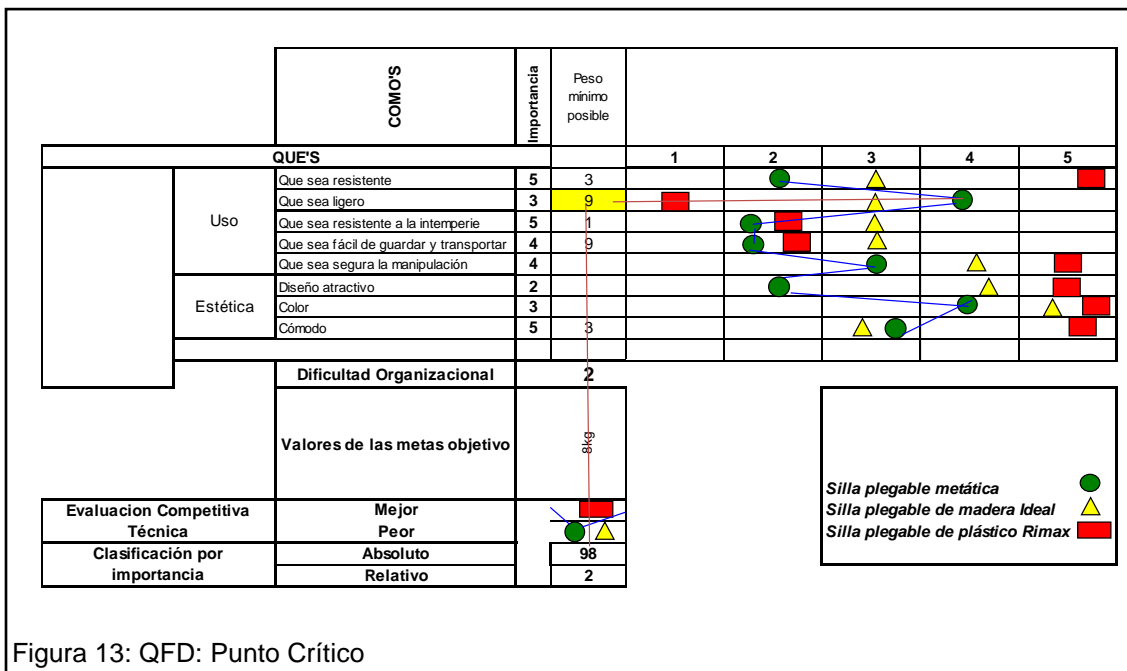 COMO'S
Importancia
Peso
mínimo
posible
QUE'S
1 2 3 4 5
Uso
Que sea resistente 5 3
Que sea ligero 3 9
Que sea resistente a la intemperie 5 1
Que sea fácil de guardar y transportar 4 9
Que sea segura la manipulación 4
Estética
Diseño atractivo 2
Color 3
Cómodo 5 3
Dificultad Organizacional 2
Valores de las metas objetivo 8kg
Evaluacion Competitiva
Técnica
Mejor
Peor
Clasificación por
importancia
Absoluto 98
Relativo 2
Silla plegable metática
Silla plegable de madera Ideal
Silla plegable de plástico Rimax
Figura 13: QFD: Punto Crítico